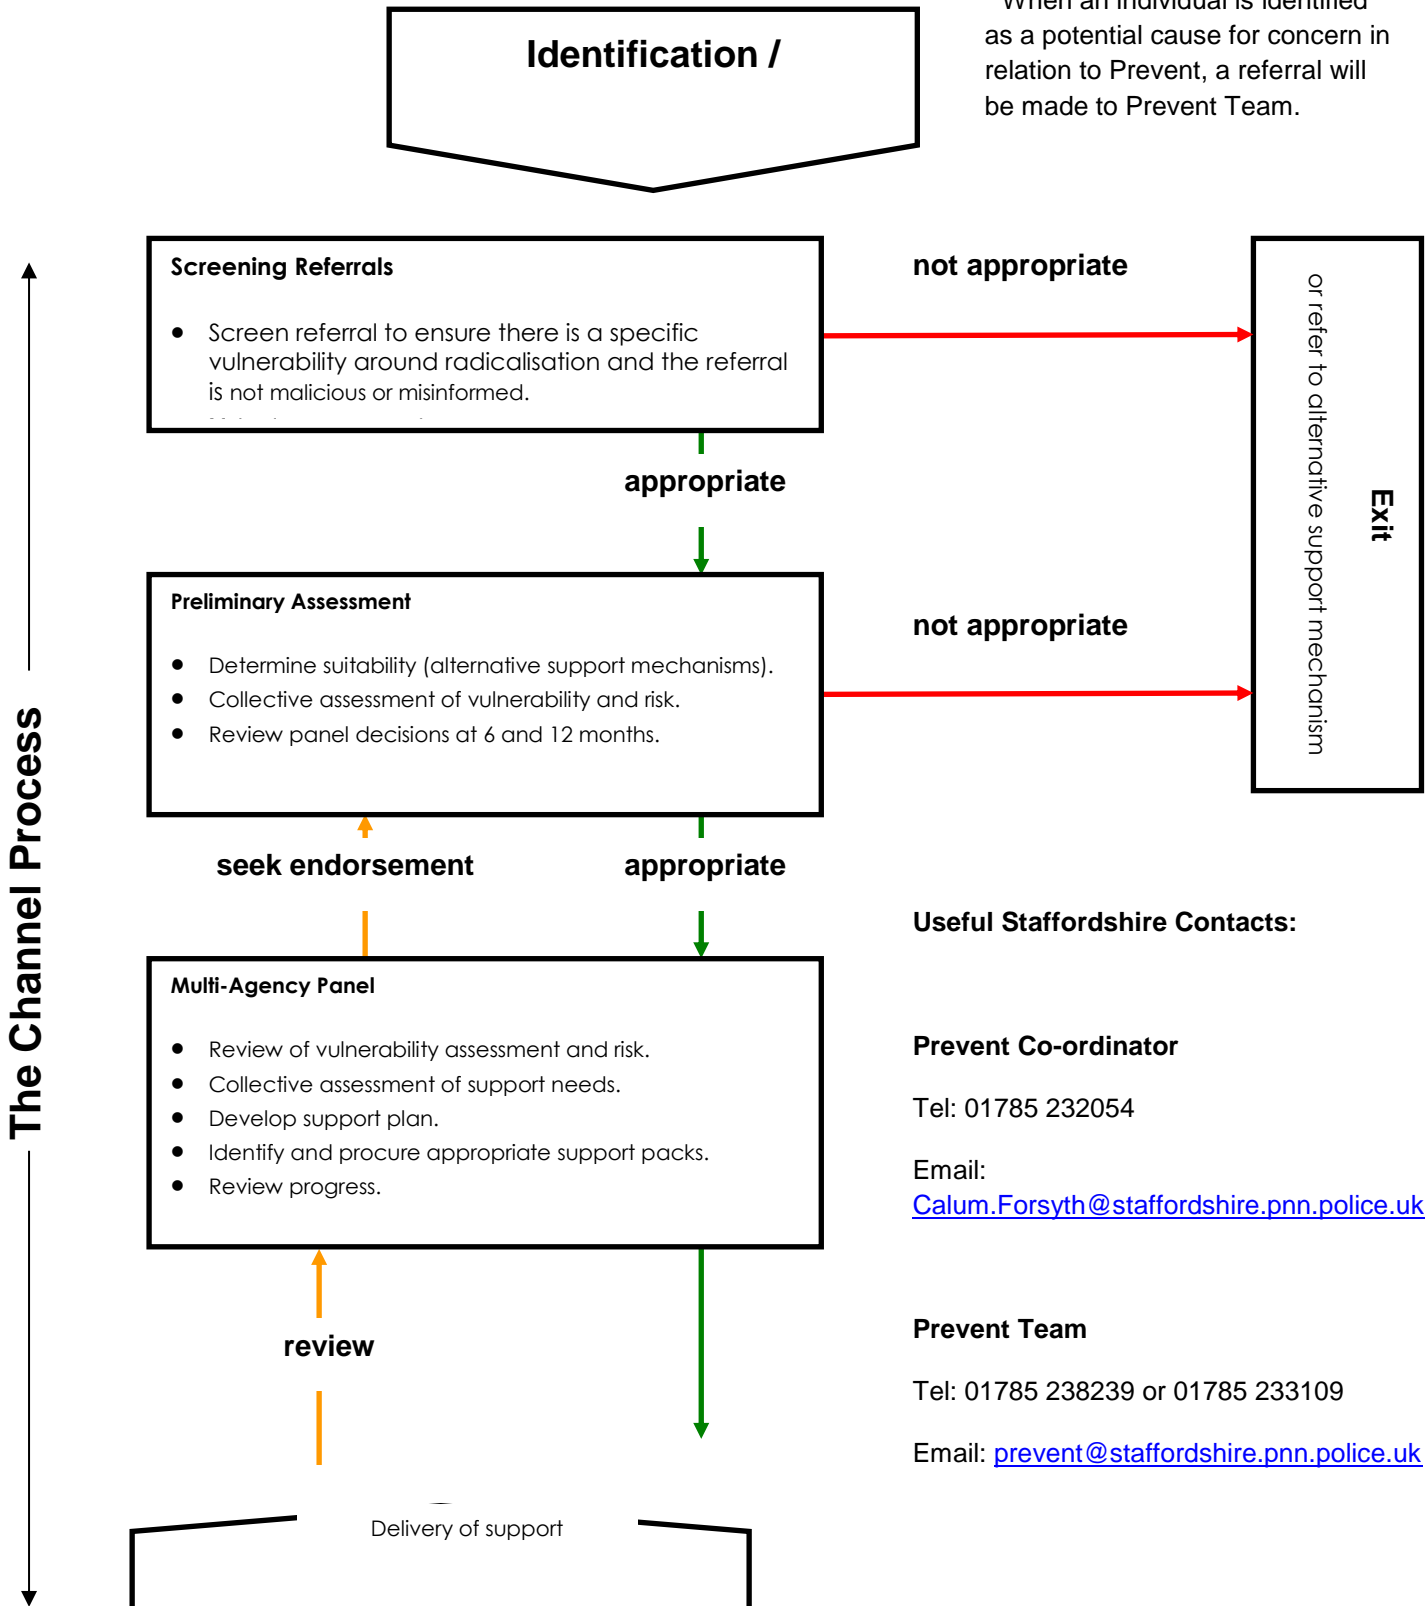 Identification /
When an individual is identified
as a potential cause for concern in
relation to Prevent, a referral will
be made to Prevent Team.
The Channel Process
Screening Referrals
● Screen referral to ensure there is a specific
vulnerability around radicalisation and the referral
is not malicious or misinformed.
not appropriate
Exit
or refer to alternative support mechanism
appropriate
Preliminary Assessment
● Determine suitability (alternative support mechanisms).
● Collective assessment of vulnerability and risk.
● Review panel decisions at 6 and 12 months.
not appropriate
seek endorsement
appropriate
Multi-Agency Panel
● Review of vulnerability assessment and risk.
● Collective assessment of support needs.
● Develop support plan.
● Identify and procure appropriate support packs.
● Review progress.
review
Delivery of support
Useful Staffordshire Contacts:
Prevent Co-ordinator
Tel: 01785 232054
Email:
Calum.Forsyth@staffordshire.pnn.police.uk
Prevent Team
Tel: 01785 238239 or 01785 233109
Email: prevent@staffordshire.pnn.police.uk